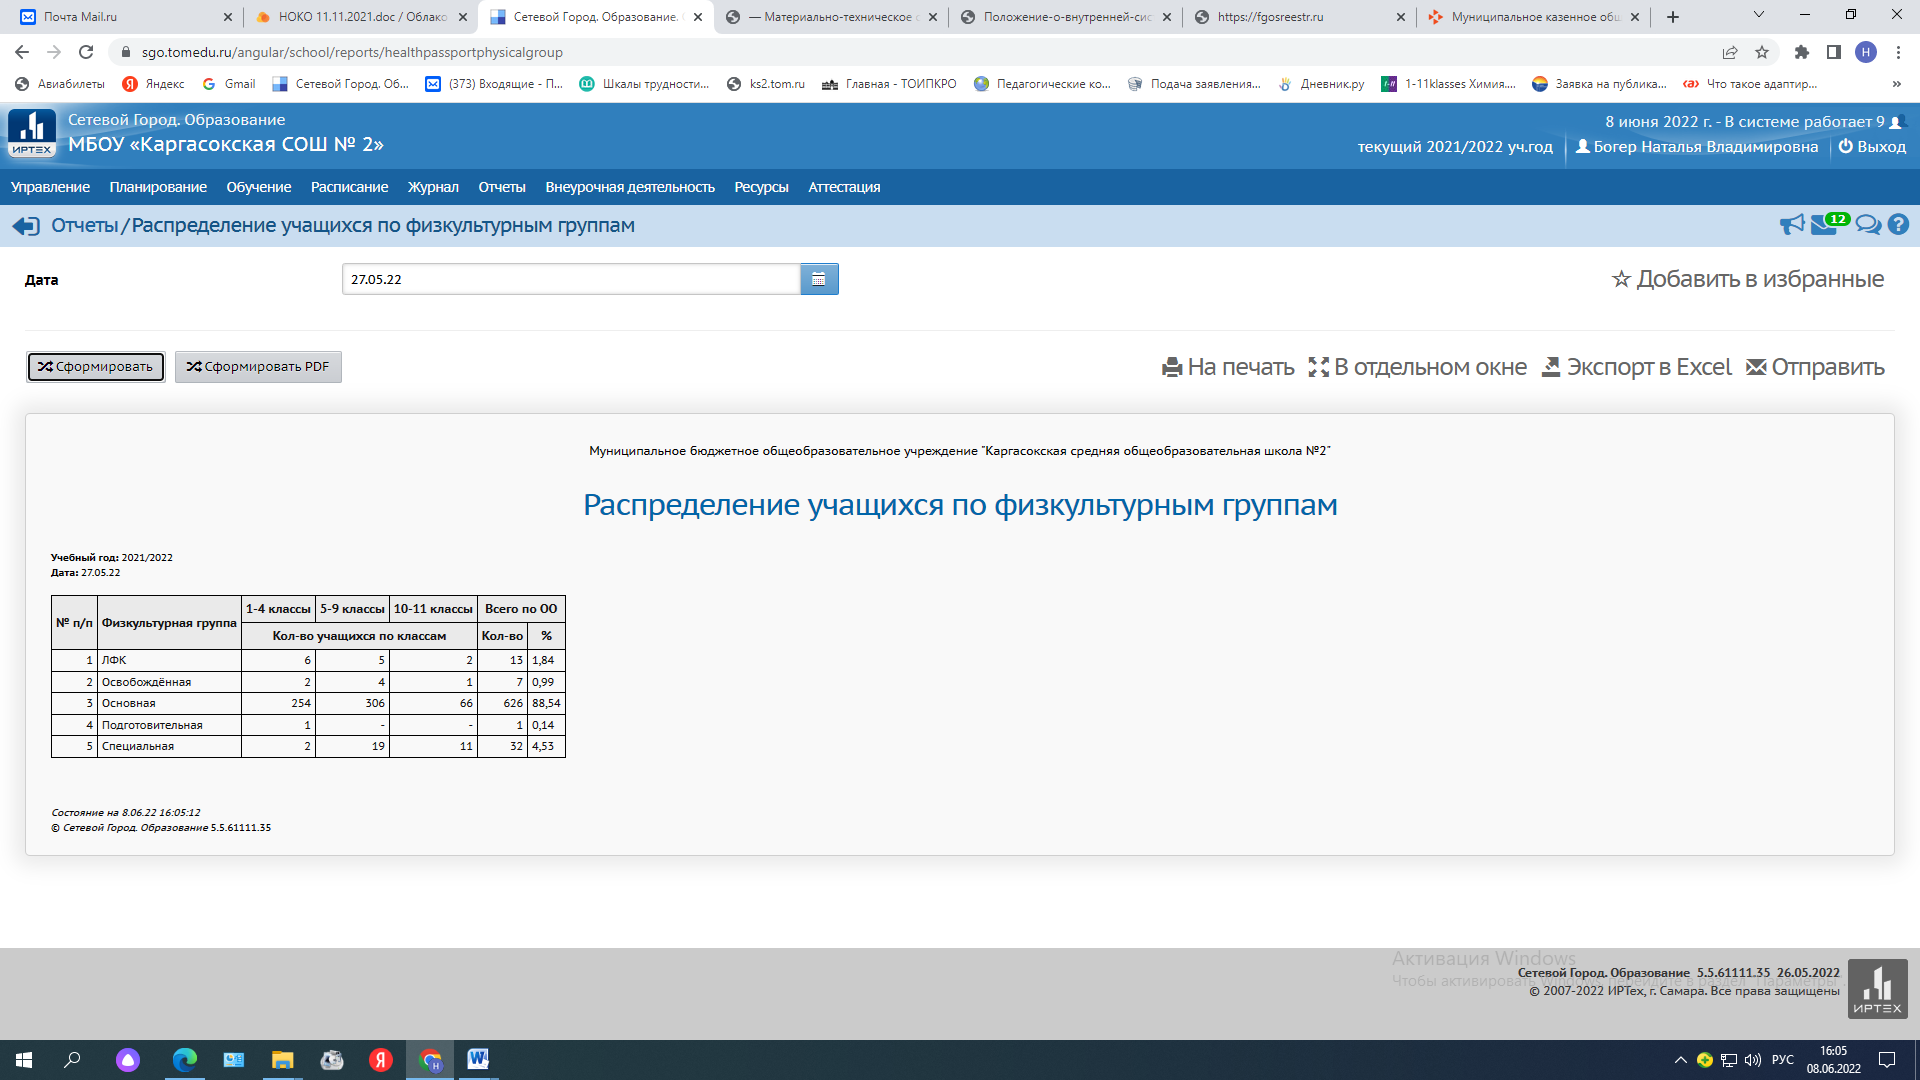 Почта Mail.ru
НОКО 11.11.2021.doc / Облако
Сетевой Город. Образование.
— Материально-техническое
Положение-о-внутренней-сис
https://fgosreestr.ru
Муниципальное казенное общ
sgo.tomedu.ru/angular/school/reports/healthpassportphysicalgroup
Н
Авиабилеты
Яндекс
Gmail
Сетевой Город. Об...
(373) Входящие - П...
Шкалы трудности...
ks2.tom.ru
Главная - ТОИПКРО
Педагогические ко...
Подача заявления...
Дневник.ру
1-11klasses Химия....
Заявка на публика...
Что такое адаптир...
»
ИРТЕХ
Сетевой Город. Образование
МБОУ «Каргасокская СОШ № 2»
8 июня 2022 г. - В системе работает 9
текущий 2021/2022 уч.год
Богер Наталья Владимировна
Выход
Управление Планирование Обучение Расписание Журнал Отчеты Внеурочная деятельность Ресурсы Аттестация
Отчеты / Распределение учащихся по физкультурным группам
12
Дата
27.05.22
Добавить в избранные
Сформировать
Сформировать PDF
На печать
В отдельном окне
Экспорт в Excel
Отправить
Муниципальное бюджетное общеобразовательное учреждение "Каргасокская средняя общеобразовательная школа №2"
Распределение учащихся по физкультурным группам
Учебный год: 2021/2022
Дата: 27.05.22
№ п/п Физкультурная группа 1-4 классы 5-9 классы 10-11 классы Всего по ОО
Кол-во учащихся по классам Кол-во %
1 ЛФК 6 5 2 13 1,84
2 Освобождённая 2 4 1 7 0,99
3 Основная 254 306 66 626 88,54
4 Подготовительная 1 - - 1 0,14
5 Специальная 2 19 11 32 4,53
Состояние на 8.06.22 16:05:12
© Сетевой Город. Образование 5.5.61111.35
Активация Windows
Чтобы активировать Windows, перейдите в раздел "Параметры".
Сетевой Город. Образование 5.5.61111.35 26.05.2022
© 2007-2022 ИРТех, г. Самара. Все права защищены
ИРТЕХ
РУС
16:05
08.06.2022